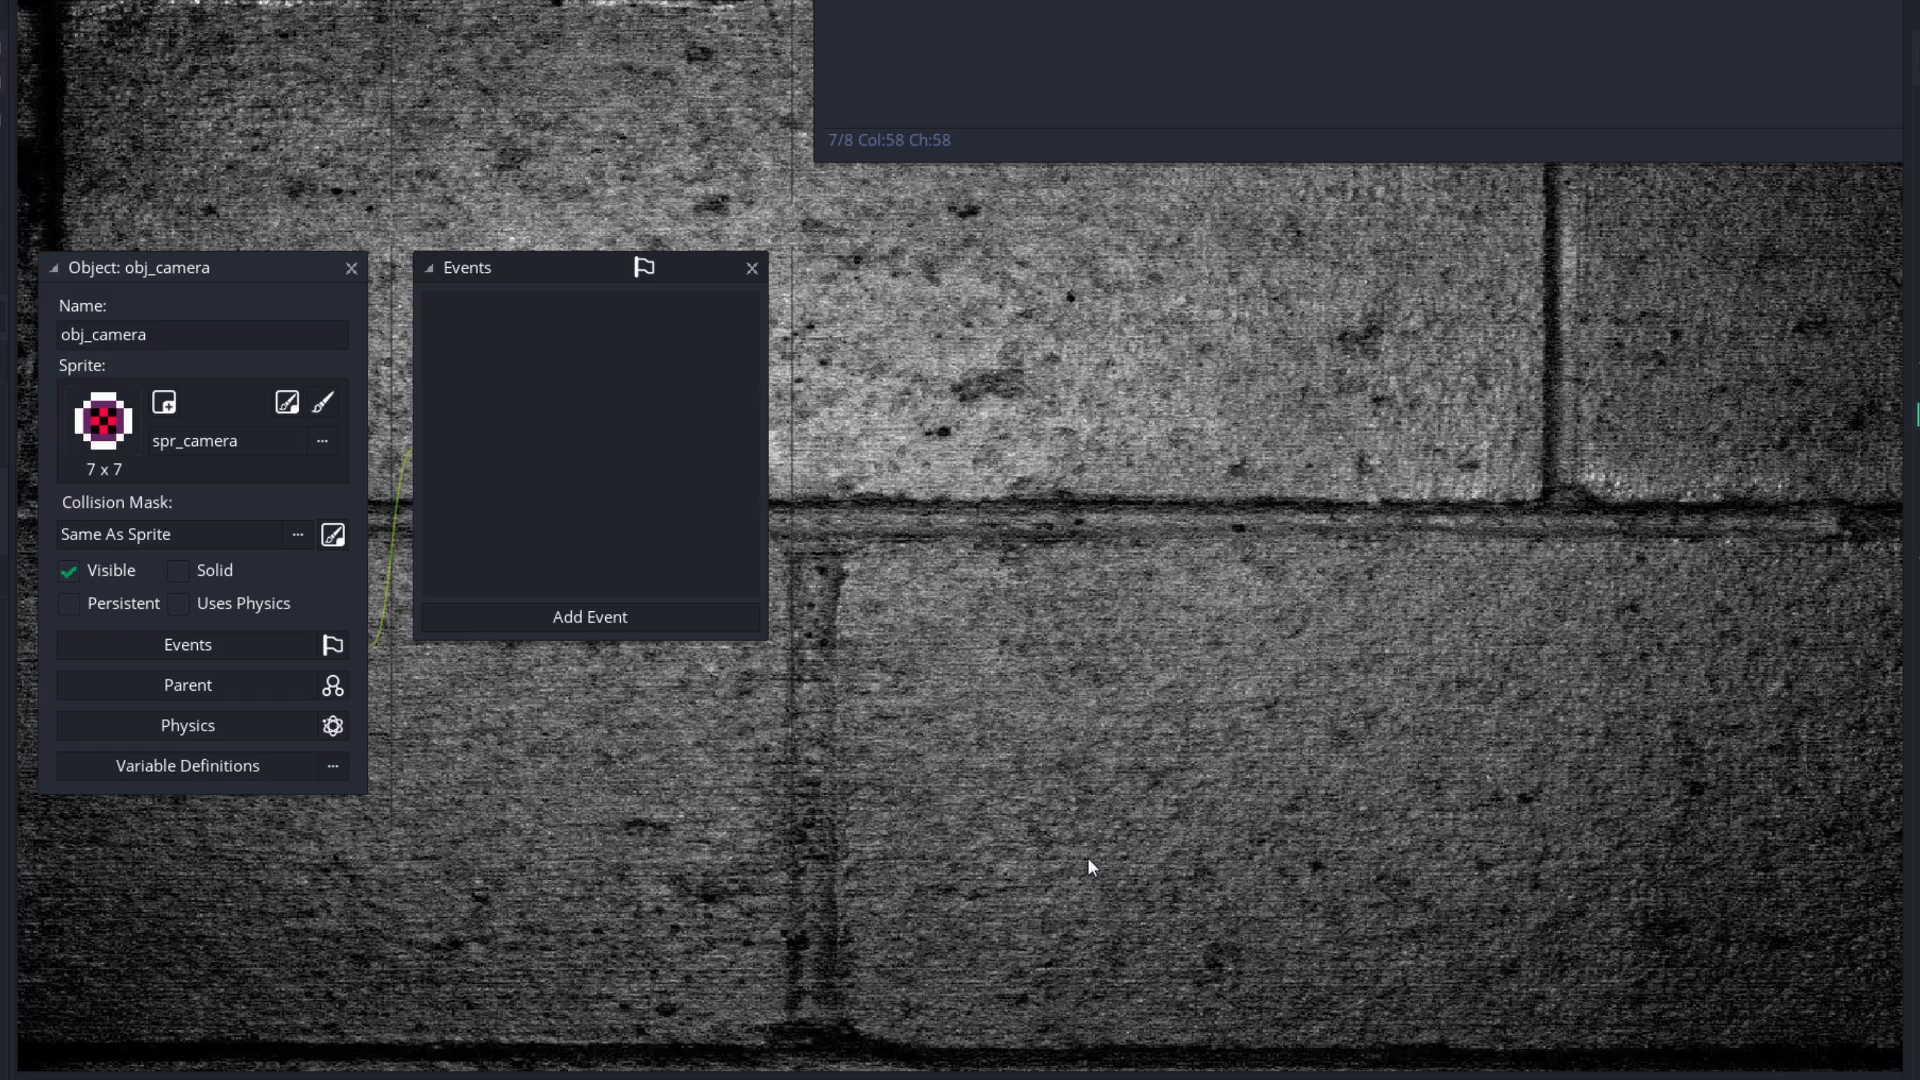 7/8 Col:58 Ch:58
Object: obj_camera
Name:
obj_camera
Sprite:
spr_camera
...
7 x 7
Collision Mask:
Same As Sprite
...
Visible
Solid
Persistent
Uses Physics
Events
Parent
Physics
Variable Definitions
...
Events
Add Event